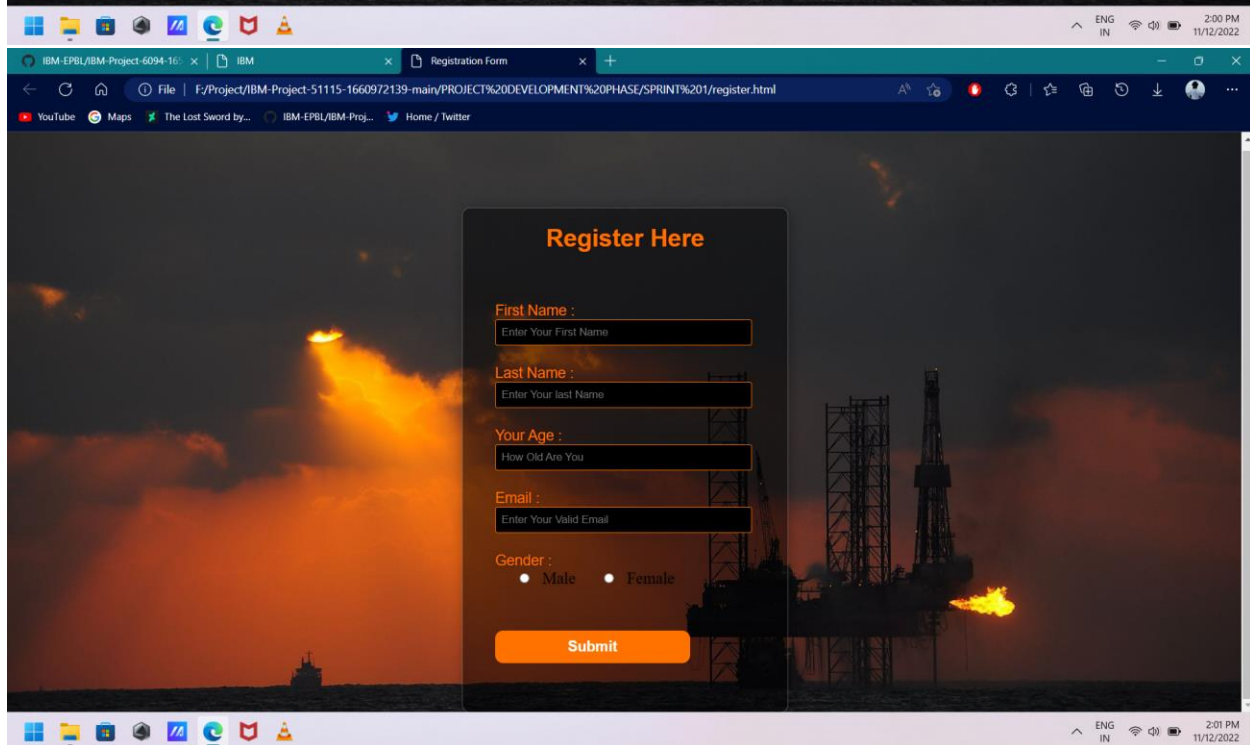 ENG
IN
2:00 PM
11/12/2022
IBM-EPBL/IBM-Project-6094-165
IBM
Registration Form
File | F:/Project/IBM-Project-51115-1660972139-main/PROJECT%20DEVELOPMENT%20PHASE/SPRINT%201/register.html
YouTube Maps The Lost Sword by... IBM-EPBL/IBM-Proj... Home / Twitter
Register Here
First Name :
Enter Your First Name
Last Name :
Enter Your last Name
Your Age :
How Old Are You
Email :
Enter Your Valid Email
Gender :
Male Female
Submit
ENG
IN
2:01 PM
11/12/2022